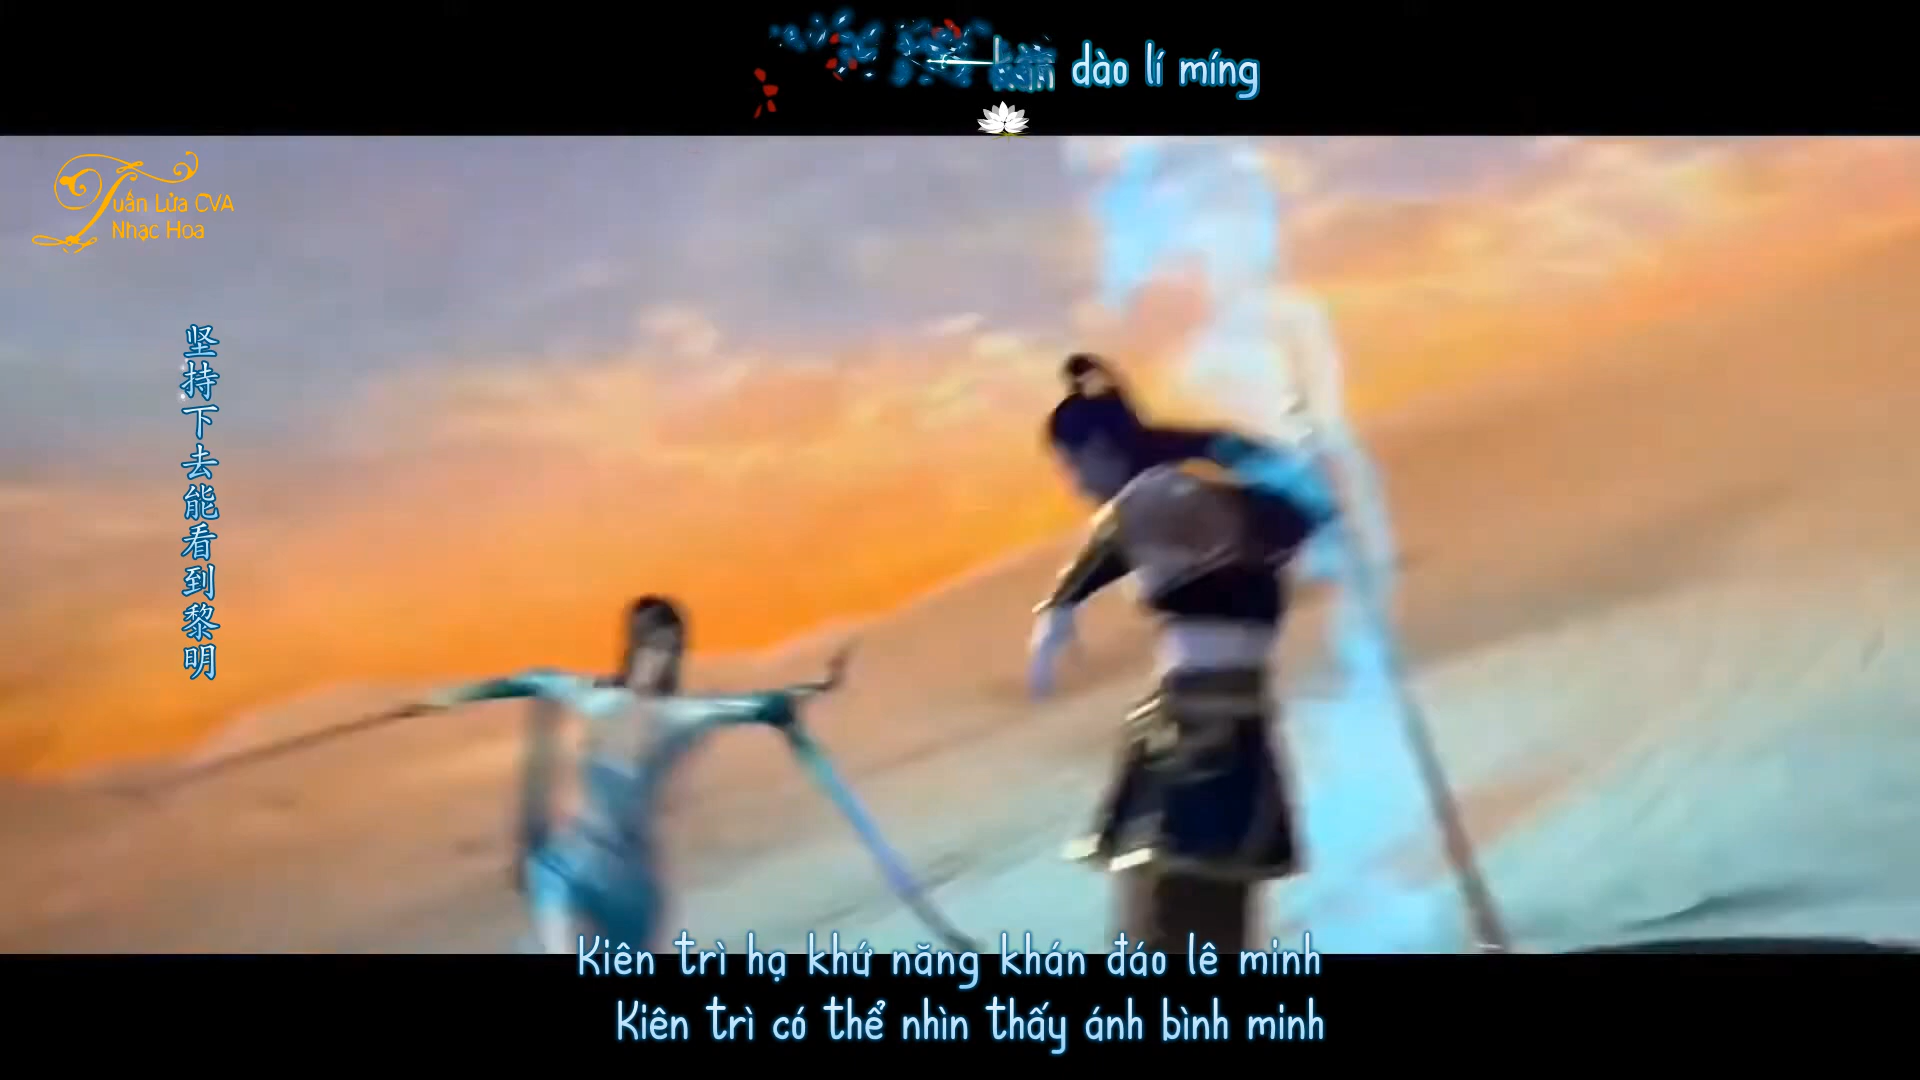 dào lí míng
Tuấn Lửa CVA
Nhạc Hoa
坚持下去能看到黎明
Kiên trì hạ khứ năng khán đáo lê minh
Kiên trì có thể nhìn thấy ánh bình minh